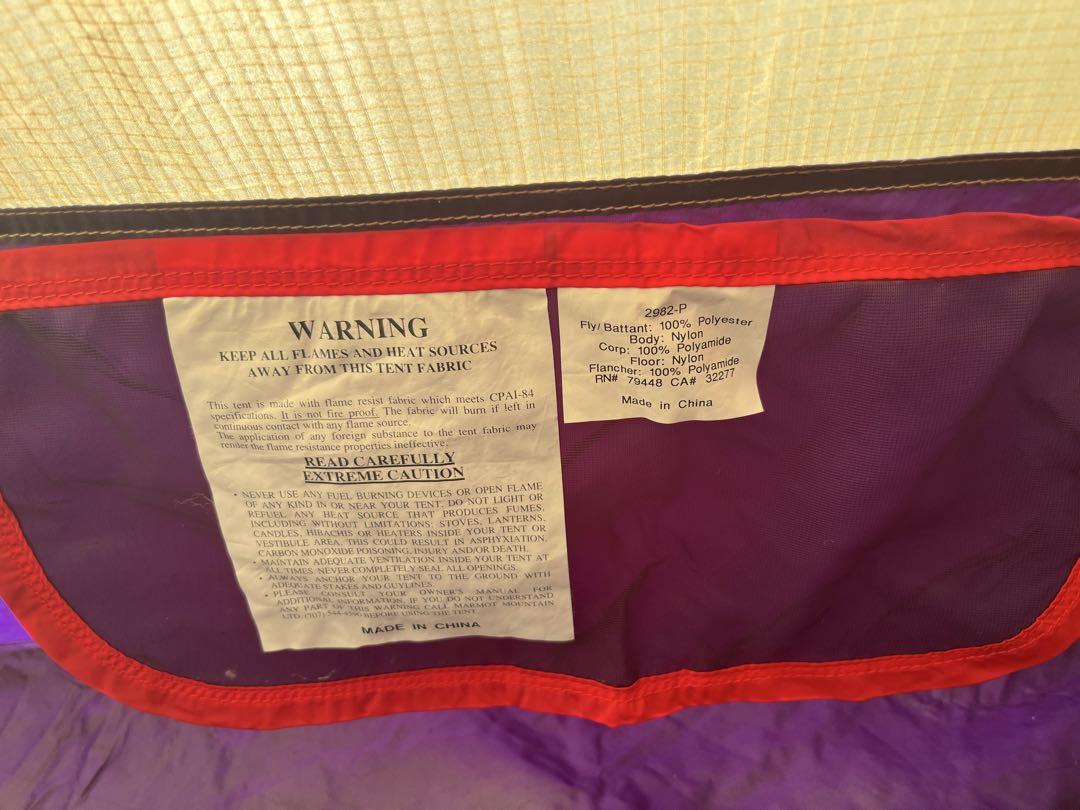 WARNING
KEEP ALL FLAMES AND HEAT SOURCES
AWAY FROM THIS TENT FABRIC
This tent is made with flame resist fabric which meets CPAI-84
specifications. It is not fire proof. The fabric will burn if left in
continuous contact with any flame source.
The application of any foreign substance to the tent fabric may
render the flame resistance properties ineffective.
READ CAREFULLY
EXTREME CAUTION
• NEVER USE ANY FUEL BURNING DEVICES OR OPEN FLAME
OF ANY KIND IN OR NEAR YOUR TENT. DO NOT LIGHT OR
REFUEL ANY HEAT SOURCE THAT PRODUCES FUMES,
INCLUDING WITHOUT LIMITATIONS: STOVES, LANTERNS,
CANDLES, HIBACHIS OR HEATERS INSIDE YOUR TENT OR
VESTIBULE AREA. THIS COULD RESULT IN ASPHYXIATION,
CARBON MONOXIDE POISONING, INJURY AND/OR DEATH.
• MAINTAIN ADEQUATE VENTILATION INSIDE YOUR TENT AT
ALL TIMES. NEVER COMPLETELY SEAL ALL OPENINGS.
• ALWAYS ANCHOR YOUR TENT TO THE GROUND WITH
ADEQUATE STAKES AND GUYLINES.
• PLEASE CONSULT YOUR OWNER'S MANUAL FOR
ADDITIONAL INFORMATION. IF YOU DO NOT UNDERSTAND
ANY PART OF THIS WARNING CALL MARMOT MOUNTAIN
LTD. (707) 544-4590 BEFORE USING THE TENT.
MADE IN CHINA
2982-P
Fly/Battant: 100% Polyester
Body: Nylon
Corp: 100% Polyamide
Floor: Nylon
Flancher: 100% Polyamide
RN# 79448 CA# 32277
Made in China